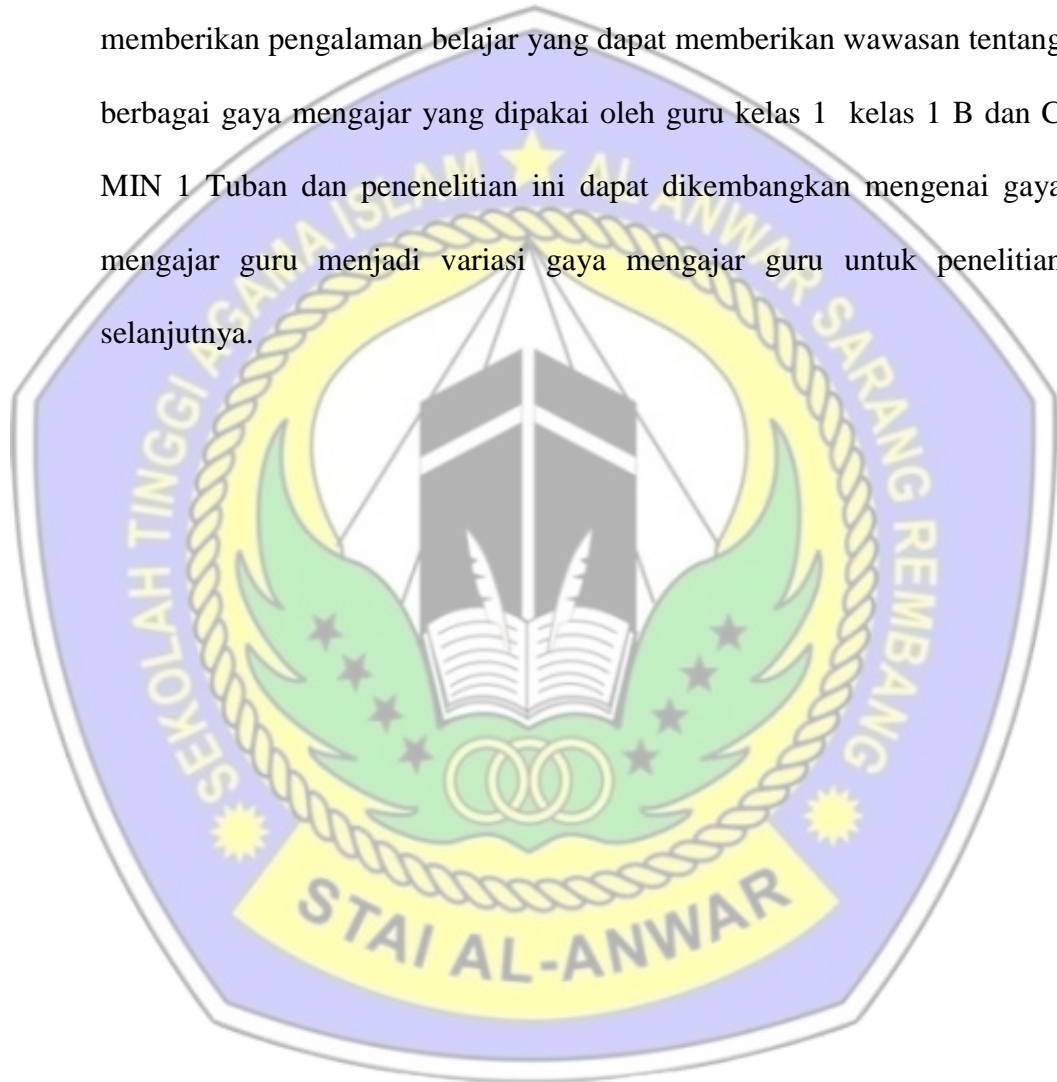 memberikan pengalaman belajar yang dapat memberikan wawasan tentang
berbagai gaya mengajar yang dipakai oleh guru kelas 1 kelas 1 B dan C
MIN 1 Tuban dan penenelitian ini dapat dikembangkan mengenai gaya
mengajar guru menjadi variasi gaya mengajar guru untuk penelitian
selanjutnya.
SEKOLAH TINGGI AGAMA ISLAM AL ANWAR SARANG REMBANG
STAI AL-ANWAR